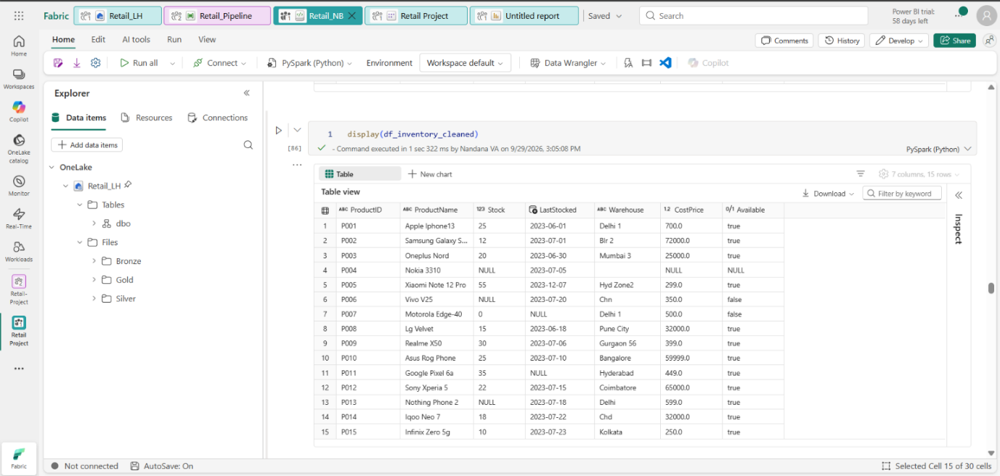 Fabric Retail_LH Retail_Pipeline Retail_NB Retail Project Untitled report Saved Search Power BI trial: 58 days left
Home Edit AI tools Run View Comments History Develop Share
Run all Connect PySpark (Python) Environment Workspace default Data Wrangler Copilot
Home
Workspaces
Copilot
OneLake catalog
Monitor
Real-Time
Workloads
Retail-Project
Retail Project
Fabric
Explorer
Data items Resources Connections
Add data items
OneLake
Retail_LH
Tables
dbo
Files
Bronze
Gold
Silver
1 display(df_inventory_cleaned)
[86] - Command executed in 1 sec 322 ms by Nandana VA on 9/29/2026, 3:05:08 PM PySpark (Python)
Table New chart 7 columns, 15 rows
Table view Download Filter by keyword
Inspect
ABC ProductID ABC ProductName 123 Stock LastStocked ABC Warehouse 1.2 CostPrice 0/1 Available
1 P001 Apple Iphone13 25 2023-06-01 Delhi 1 700.0 true
2 P002 Samsung Galaxy S... 12 2023-07-01 Blr 2 72000.0 true
3 P003 Oneplus Nord 20 2023-06-30 Mumbai 3 25000.0 true
4 P004 Nokia 3310 NULL 2023-07-05 NULL NULL
5 P005 Xiaomi Note 12 Pro 55 2023-12-07 Hyd Zone2 299.0 true
6 P006 Vivo V25 NULL 2023-07-20 Chn 350.0 false
7 P007 Motorola Edge-40 0 NULL Delhi 1 500.0 false
8 P008 Lg Velvet 15 2023-06-18 Pune City 32000.0 true
9 P009 Realme X50 30 2023-07-06 Gurgaon 56 399.0 true
10 P010 Asus Rog Phone 25 2023-07-10 Bangalore 59999.0 true
11 P011 Google Pixel 6a 35 NULL Hyderabad 449.0 true
12 P012 Sony Xperia 5 22 2023-07-15 Coimbatore 65000.0 true
13 P013 Nothing Phone 2 NULL 2023-07-18 Delhi 599.0 true
14 P014 Iqoo Neo 7 18 2023-07-22 Chd 32000.0 true
15 P015 Infinix Zero 5g 10 2023-07-23 Kolkata 250.0 true
Not connected AutoSave: On Selected Cell 15 of 30 cells